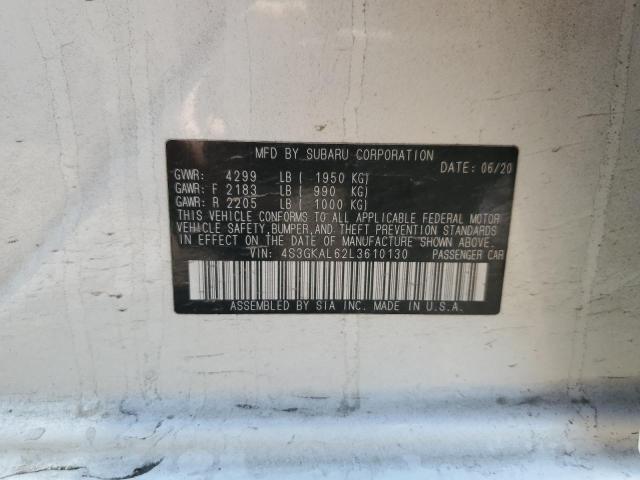 MFD BY SUBARU CORPORATION
DATE: 06/20
GVWR: 4299 LB ( 1950 KG)
GAWR: F 2183 LB ( 990 KG)
GAWR: R 2205 LB ( 1000 KG)
THIS VEHICLE CONFORMS TO ALL APPLICABLE FEDERAL MOTOR
VEHICLE SAFETY, BUMPER, AND THEFT PREVENTION STANDARDS
IN EFFECT ON THE DATE OF MANUFACTURE SHOWN ABOVE.
VIN: 4S3GKAL62L3610130 PASSENGER CAR
ASSEMBLED BY SIA INC. MADE IN U.S.A.